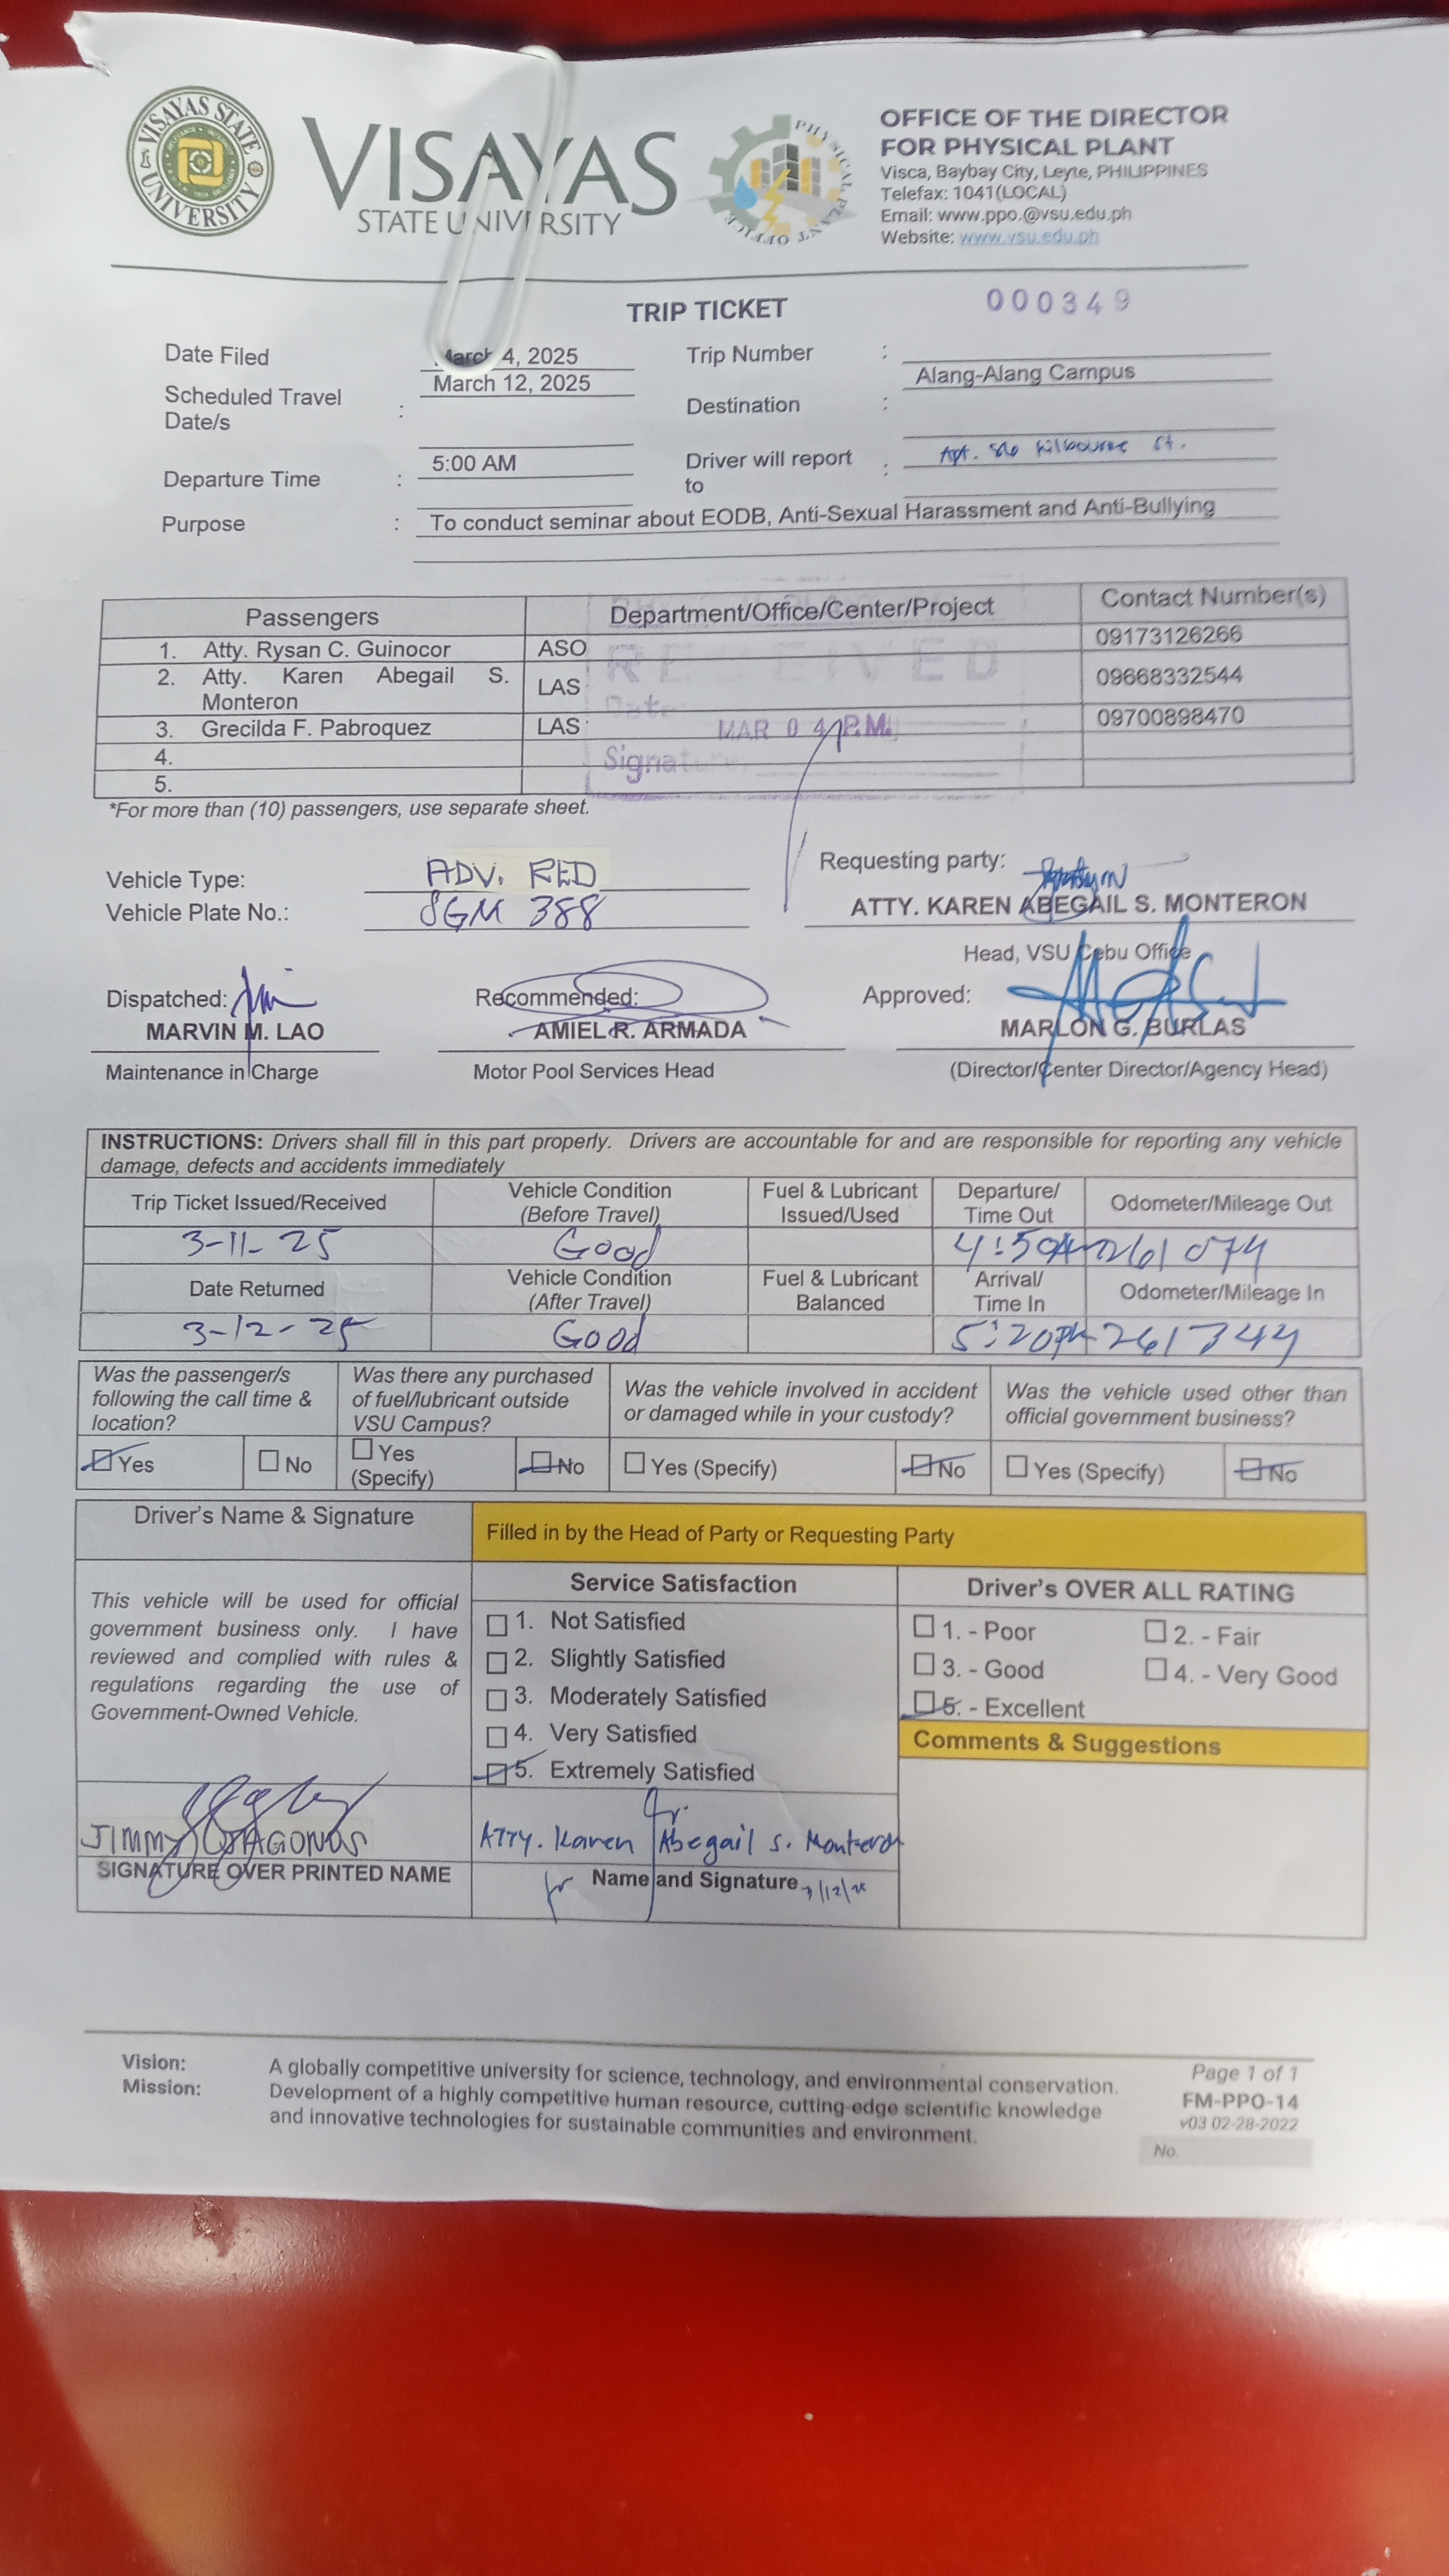 VISAYAS STATE UNIVERSITY
VISAYAS
STATE UNIVERSITY
PHYSICAL PLANT OFFICE
OFFICE OF THE DIRECTOR
FOR PHYSICAL PLANT
Visca, Baybay City, Leyte, PHILIPPINES
Telefax: 1041(LOCAL)
Email: www.ppo.@vsu.edu.ph
Website: www.vsu.edu.ph
TRIP TICKET
000349
Date Filed March 4, 2025 Trip Number :
Scheduled Travel Date/s : March 12, 2025 Destination : Alang-Alang Campus
Departure Time : 5:00 AM Driver will report to : Apt. St.
Purpose : To conduct seminar about EODB, Anti-Sexual Harassment and Anti-Bullying
Passengers Department/Office/Center/Project Contact Number(s)
1. Atty. Rysan C. Guinocor ASO 09173126266
2. Atty. Karen Abegail S. Monteron LAS 09668332544
3. Grecilda F. Pabroquez LAS 09700898470
4.
5.
RECEIVED
Date:
MAR 0 4 P.M.
Signature
*For more than (10) passengers, use separate sheet.
Vehicle Type: ADV. RED
Vehicle Plate No.: SGM 388
Requesting party:
ATTY. KAREN ABEGAIL S. MONTERON
Head, VSU Cebu Office
Dispatched: Recommended: Approved:
MARVIN M. LAO AMIEL R. ARMADA MARLON G. BURLAS
Maintenance in Charge Motor Pool Services Head (Director/Center Director/Agency Head)
INSTRUCTIONS: Drivers shall fill in this part properly. Drivers are accountable for and are responsible for reporting any vehicle
damage, defects and accidents immediately
Trip Ticket Issued/Received Vehicle Condition (Before Travel) Fuel & Lubricant Issued/Used Departure/ Time Out Odometer/Mileage Out
3-11-25 Good 4:50AM 261074
Date Returned Vehicle Condition (After Travel) Fuel & Lubricant Balanced Arrival/ Time In Odometer/Mileage In
3-12-25 Good 5:20PM 261344
Was the passenger/s following the call time & location? Was there any purchased of fuel/lubricant outside VSU Campus? Was the vehicle involved in accident or damaged while in your custody? Was the vehicle used other than official government business?
Yes No Yes (Specify) No Yes (Specify) No Yes (Specify) No
Driver's Name & Signature
Filled in by the Head of Party or Requesting Party
This vehicle will be used for official
government business only. I have
reviewed and complied with rules &
regulations regarding the use of
Government-Owned Vehicle.
Service Satisfaction
1. Not Satisfied
2. Slightly Satisfied
3. Moderately Satisfied
4. Very Satisfied
5. Extremely Satisfied
Driver's OVER ALL RATING
1. - Poor 2. - Fair
3. - Good 4. - Very Good
5. - Excellent
Comments & Suggestions
JIMMY
SIGNATURE OVER PRINTED NAME
ATTY. Karen Abegail S. Monteron
Name and Signature
Vision: A globally competitive university for science, technology, and environmental conservation.
Mission: Development of a highly competitive human resource, cutting-edge scientific knowledge
and innovative technologies for sustainable communities and environment.
Page 1 of 1
FM-PPO-14
v03 02-28-2022
No.